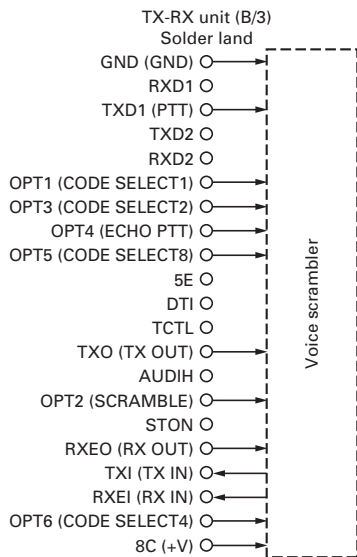 TX-RX unit (B/3)
Solder land
GND (GND)
RXD1
TXD1 (PTT)
TXD2
RXD2
OPT1 (CODE SELECT1)
OPT3 (CODE SELECT2)
OPT4 (ECHO PTT)
OPT5 (CODE SELECT8)
5E
DTI
TCTL
TXO (TX OUT)
AUDIH
OPT2 (SCRAMBLE)
STON
RXEO (RX OUT)
TXI (TX IN)
RXEI (RX IN)
OPT6 (CODE SELECT4)
8C (+V)
Voice scrambler